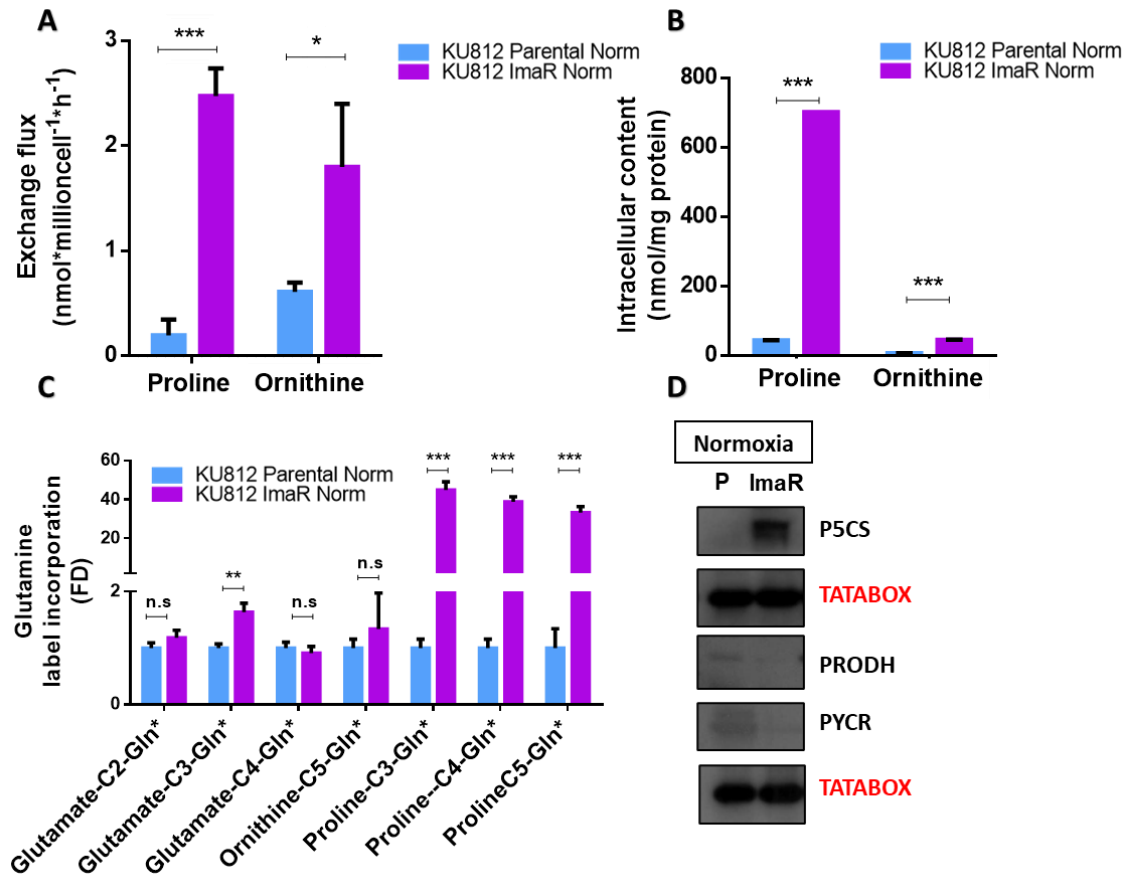 A
Exchange flux
(nmol*millioncell-1*h-1)
3
2
1
0
***
*
KU812 Parental Norm
KU812 ImaR Norm
Proline
Ornithine
B
Intracellular content
(nmol/mg protein)
800
600
400
200
0
***
***
KU812 Parental Norm
KU812 ImaR Norm
Proline
Ornithine
C
Glutamine
label incorporation
(FD)
60
40
20
2
1
0
KU812 Parental Norm
KU812 ImaR Norm
n.s
**
n.s
n.s
***
***
***
Glutamate-C2-Gln*
Glutamate-C3-Gln*
Glutamate-C4-Gln*
Ornithine-C5-Gln*
Proline-C3-Gln*
Proline--C4-Gln*
ProlineC5-Gln*
D
Normoxia
P ImaR
P5CS
TATABOX
PRODH
PYCR
TATABOX